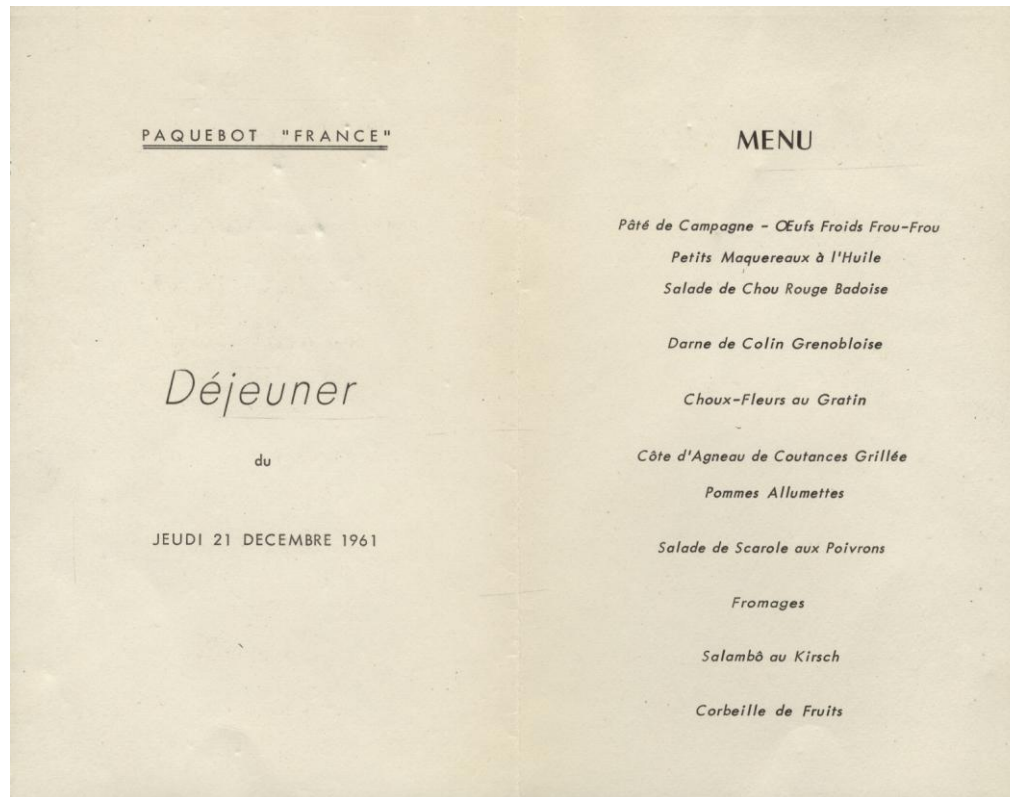 PAQUEBOT "FRANCE"
Déjeuner
du
JEUDI 21 DECEMBRE 1961
MENU
Pâté de Campagne - Œufs Froids Frou-Frou
Petits Maquereaux à l'Huile
Salade de Chou Rouge Badoise
Darne de Colin Grenobloise
Choux-Fleurs au Gratin
Côte d'Agneau de Coutances Grillée
Pommes Allumettes
Salade de Scarole aux Poivrons
Fromages
Salambô au Kirsch
Corbeille de Fruits